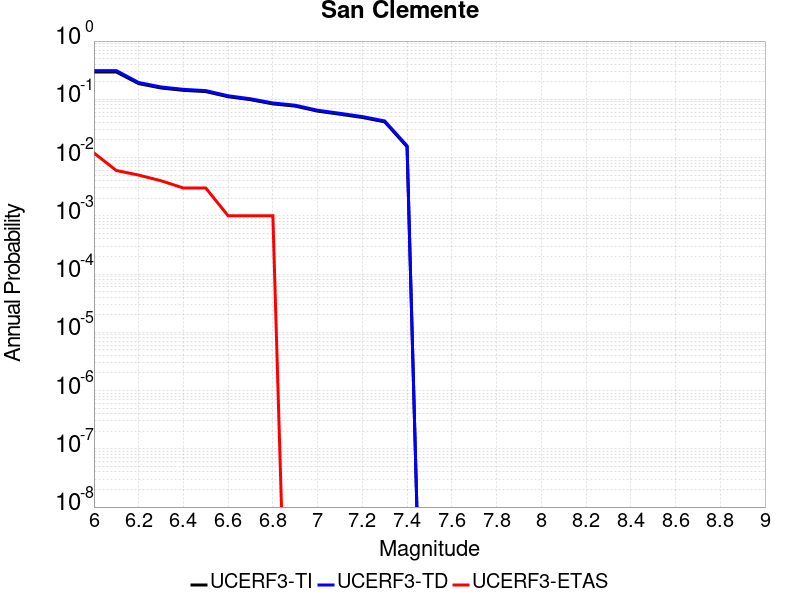 San Clemente
Annual Probability
10^0
10^-1
10^-2
10^-3
10^-4
10^-5
10^-6
10^-7
10^-8
6 6.2 6.4 6.6 6.8 7 7.2 7.4 7.6 7.8 8 8.2 8.4 8.6 8.8 9
Magnitude
UCERF3-TI UCERF3-TD UCERF3-ETAS